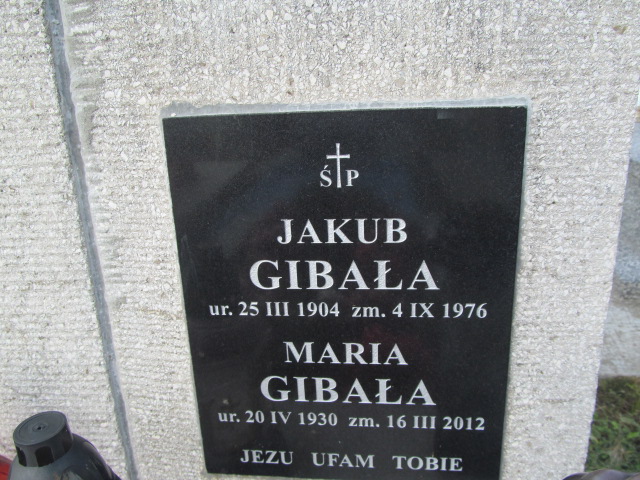 Ś P
JAKUB
GIBAŁA
ur. 25 III 1904 zm. 4 IX 1976
MARIA
GIBAŁA
ur. 20 IV 1930 zm. 16 III 2012
JEZU UFAM TOBIE